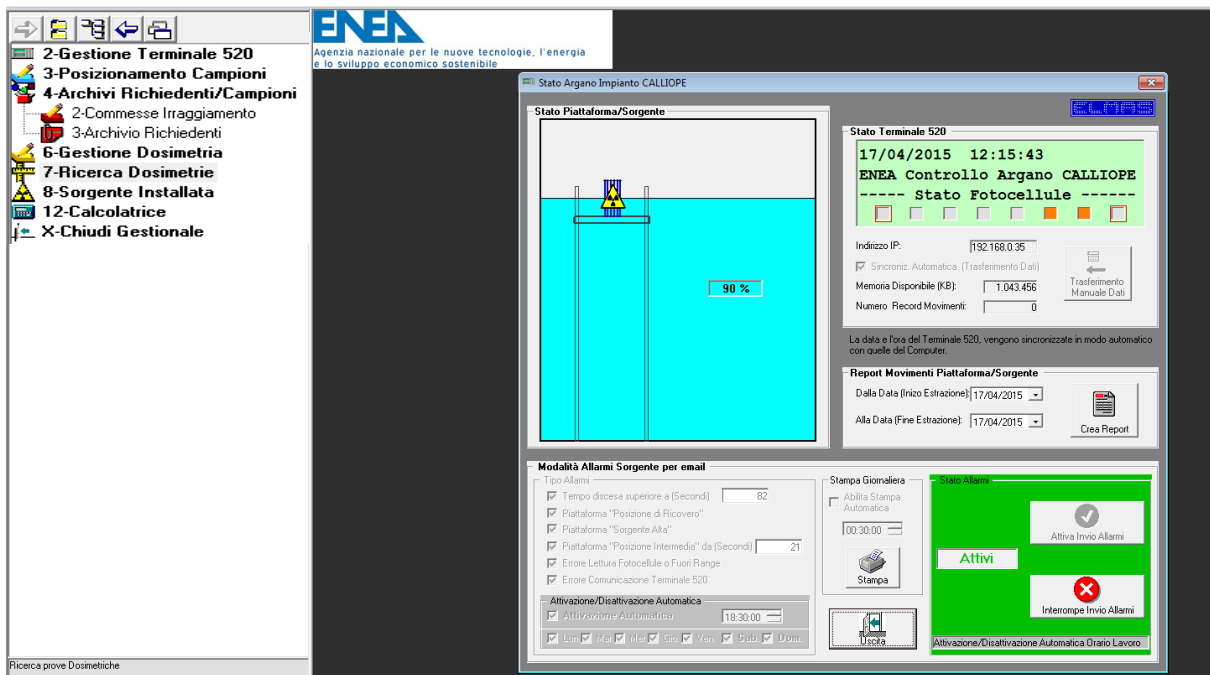 2-Gestione Terminale 520
3-Posizionamento Campioni
4-Archivi Richiedenti/Campioni
2-Commesse Irraggiamento
3-Archivio Richiedenti
6-Gestione Dosimetria
7-Ricerca Dosimetrie
8-Sorgente Installata
12-Calcolatrice
X-Chiudi Gestionale
Ricerca prove Dosimetriche
ENEA
Agenzia nazionale per le nuove tecnologie, l'energia
e lo sviluppo economico sostenibile
Stato Argano Impianto CALLIOPE
Stato Piattaforma/Sorgente
90 %
ELMAS
Stato Terminale 520
17/04/2015 12:15:43
ENEA Controllo Argano CALLIOPE
----- Stato Fotocellule ------
Indirizzo IP: 192.168.0.35
Sincroniz. Automatica (Trasferimento Dati)
Memoria Disponibile (KB): 1.043.456
Numero Record Movimenti: 0
Trasferimento
Manuale Dati
La data e l'ora del Terminale 520, vengono sincronizzate in modo automatico
con quelle del Computer.
Report Movimenti Piattaforma/Sorgente
Dalla Data (Inizo Estrazione): 17/04/2015
Alla Data (Fine Estrazione): 17/04/2015
Crea Report
Modalità Allarmi Sorgente per email
Tipo Allarmi
Tempo discesa superiore a (Secondi) 82
Piattaforma "Posizione di Ricovero"
Piattaforma "Sorgente Alta"
Piattaforma "Posizione Intermedia" da (Secondi) 21
Errore Lettura Fotocellule o Fuori Range
Errore Comunicazione Terminale 520
Attivazione/Disattivazione Automatica
Attivazione Automatica 18:30:00
Lun. Mar. Mer. Gio. Ven. Sab. Dom.
Stampa Giornaliera
Abilita Stampa
Automatica
00:30:00
Stampa
Uscita
Stato Allarmi
Attiva Invio Allarmi
Attivi
Interrompe Invio Allarmi
Attivazione/Disattivazione Automatica Orario Lavoro